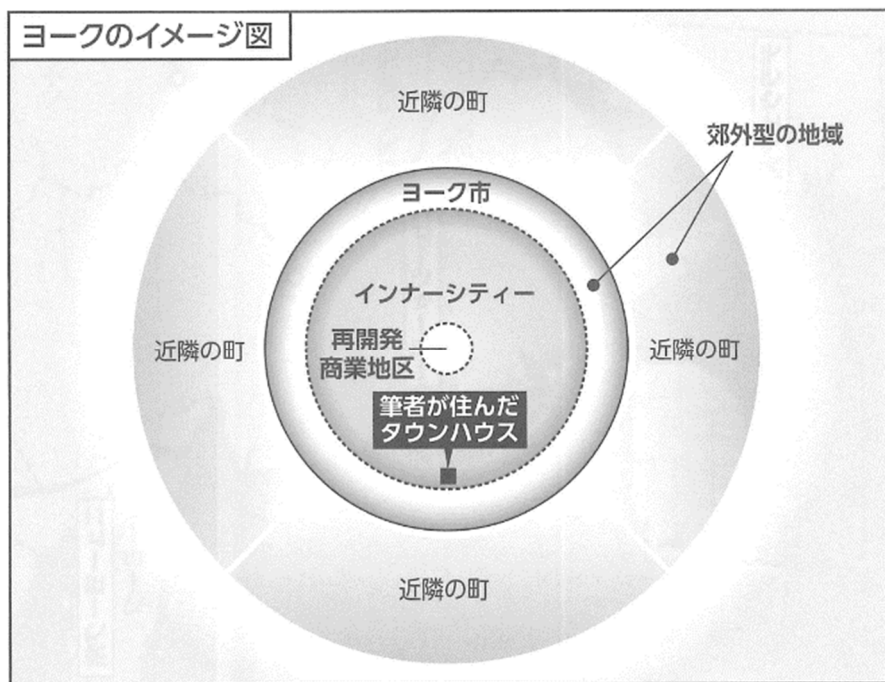 ヨークのイメージ図
近隣の町
郊外型の地域
ヨーク市
インナーシティー
近隣の町
再開発
商業地区
近隣の町
筆者が住んだ
タウンハウス
近隣の町